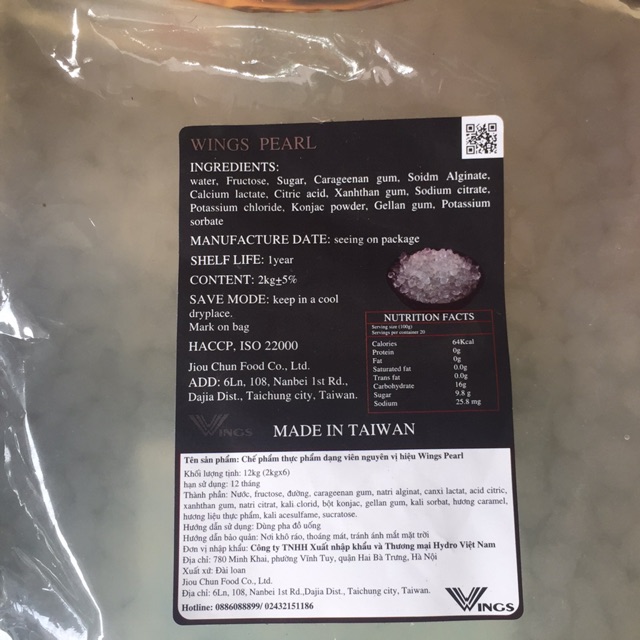 WINGS PEARL
INGREDIENTS:
water, Fructose, Sugar, Carageenan gum, Soidm Alginate,
Calcium lactate, Citric acid, Xanhthan gum, Sodium citrate,
Potassium chloride, Konjac powder, Gellan gum, Potassium
sorbate
MANUFACTURE DATE: seeing on package
SHELF LIFE: 1year
CONTENT: 2kg±5%
SAVE MODE: keep in a cool
dryplace.
Mark on bag
HACCP, ISO 22000
Jiou Chun Food Co., Ltd.
ADD: 6Ln, 108, Nanbei 1st Rd.,
Dajia Dist., Taichung city, Taiwan.
NUTRITION FACTS
Serving size (100g)
Servings per container 20
Calories 64Kcal
Protein 0g
Fat 0g
Saturated fat 0.0g
Trans fat 0.0g
Carbohydrate 16g
Sugar 9.8 g
Sodium 25.8 mg
WINGS
MADE IN TAIWAN
Tên sản phẩm: Chế phẩm thực phẩm dạng viên nguyên vị hiệu Wings Pearl
Khối lượng tịnh: 12kg (2kgx6)
hạn sử dụng: 12 tháng
Thành phần: Nước, fructose, đường, carageenan gum, natri alginat, canxi lactat, acid citric,
xanhthan gum, natri citrat, kali clorid, bột konjac, gellan gum, kali sorbat, hương caramel,
hương liệu thực phẩm, kali acesulfame, sucratose.
Hướng dẫn sử dụng: Dùng pha đồ uống
Hướng dẫn bảo quản: Nơi khô ráo, thoáng mát, tránh ánh mắt mặt trời
Đơn vị nhập khẩu: Công ty TNHH Xuất nhập khẩu và Thương mại Hydro Việt Nam
Địa chỉ: 780 Minh Khai, phường Vĩnh Tuy, quận Hai Bà Trưng, Hà Nội
Xuất xứ: Đài loan
Jiou Chun Food Co., Ltd.
Địa chỉ: 6Ln, 108, Nanbei 1st Rd.,Dajia Dist., Taichung city, Taiwan.
Hotline: 0886088899/ 02432151186
WINGS